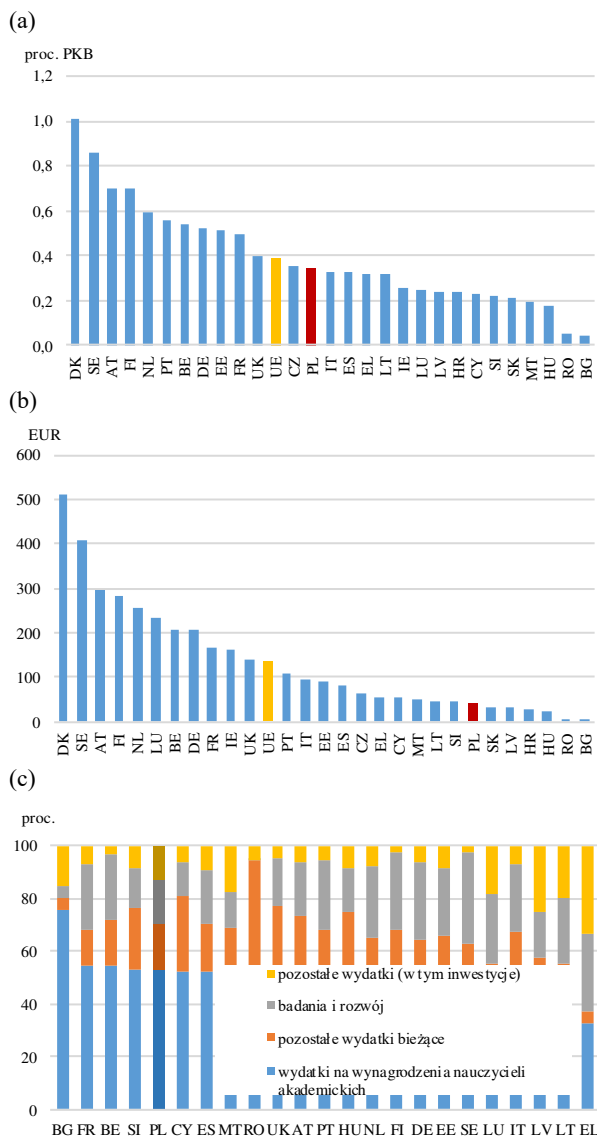 (a)
proc. PKB
1,2
1,0
0,8
0,6
0,4
0,2
0,0
DK SE AT FI NL PT BE DE EE FR UK UE CZ PL IT ES EL LT IE LU LV HR CY SI SK MT HU RO BG
(b)
EUR
600
500
400
300
200
100
0
DK SE AT FI NL LU BE DE FR IE UK UE PT IT EE ES CZ EL CY MT LT SI PL SK LV HR HU RO BG
(c)
proc.
100
80
60
40
20
0
pozostałe wydatki (w tym inwestycje)
badania i rozwój
pozostałe wydatki bieżące
wydatki na wynagrodzenia nauczycieli
akademickich
BG FR BE SI PL CY ES MT RO UK AT PT HU NL FI DE EE SE LU IT LV LT EL